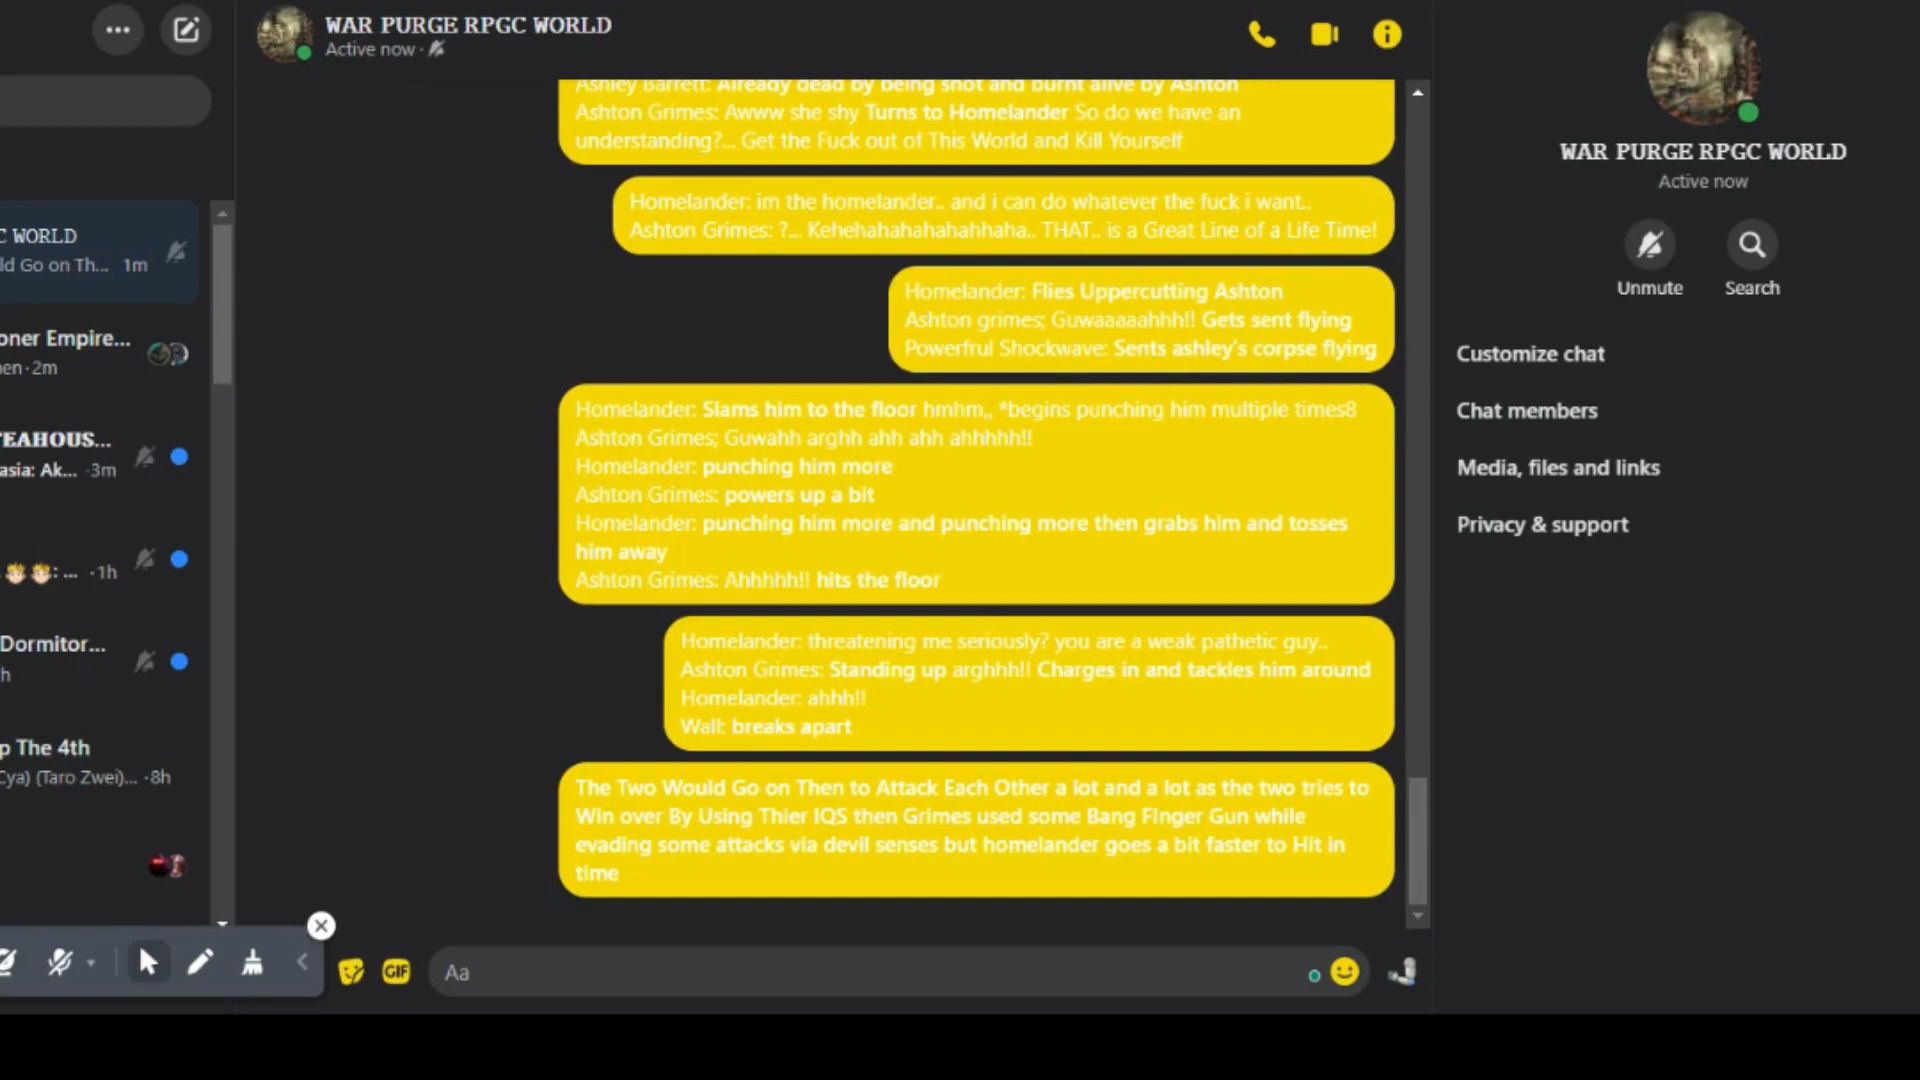 WAR PURGE RPGC WORLD
Active now ·
C WORLD
ld Go on Th... 1m
oner Empire...
en · 2m
TEAHOUS...
asia: Ak... · 3m
: ... · 1h
Dormitor...
h
p The 4th
Cya) (Taro Zwei)... · 8h
Ashley Barrett: Already dead by being shot and burnt alive by Ashton
Ashton Grimes: Awww she shy Turns to Homelander So do we have an
understanding?... Get the Fuck out of This World and Kill Yourself
Homelander: im the homelander.. and i can do whatever the fuck i want..
Ashton Grimes: ?... Kehehahahahahhaha.. THAT.. is a Great Line of a Life Time!
Homelander: Flies Uppercutting Ashton
Ashton grimes; Guwaaaaahhh!! Gets sent flying
Powerfrul Shockwave: Sents ashley's corpse flying
Homelander: Slams him to the floor hmhm,, *begins punching him multiple times8
Ashton Grimes; Guwahh arghh ahh ahh ahhhhh!!
Homelander: punching him more
Ashton Grimes: powers up a bit
Homelander: punching him more and punching more then grabs him and tosses
him away
Ashton Grimes: Ahhhhh!! hits the floor
Homelander: threatening me seriously? you are a weak pathetic guy..
Ashton Grimes: Standing up arghhh!! Charges in and tackles him around
Homelander: ahhh!!
Wall: breaks apart
The Two Would Go on Then to Attack Each Other a lot and a lot as the two tries to
Win over By Using Thier IQS then Grimes used some Bang Finger Gun while
evading some attacks via devil senses but homelander goes a bit faster to Hit in
time
GIF
Aa
WAR PURGE RPGC WORLD
Active now
Unmute
Search
Customize chat
Chat members
Media, files and links
Privacy & support